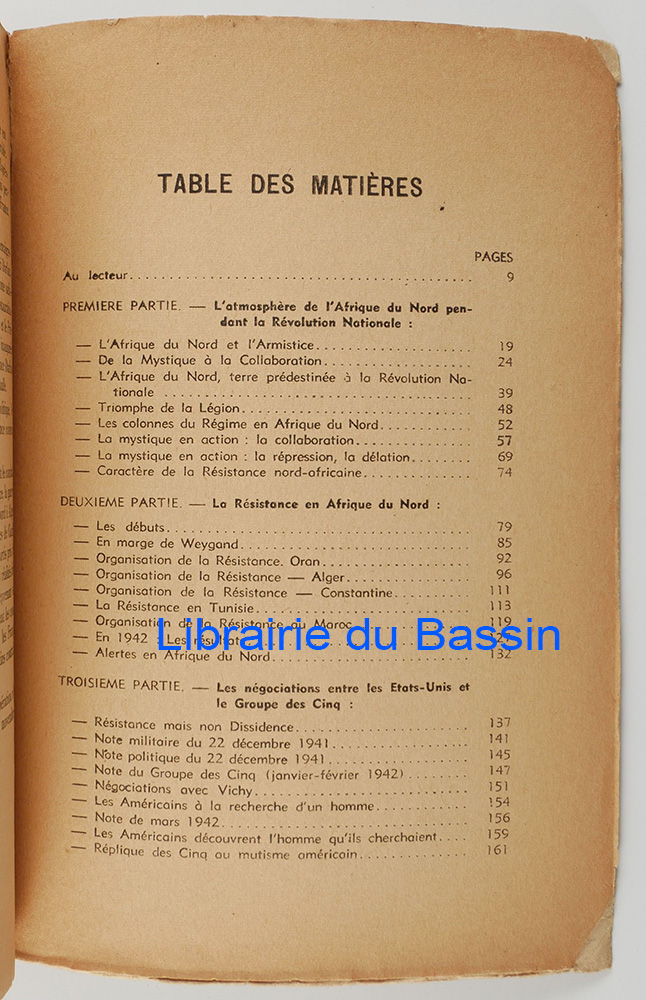 TABLE DES MATIÈRES
PAGES
Au lecteur........................................ 9
PREMIERE PARTIE. — L'atmosphère de l'Afrique du Nord pen-
dant la Révolution Nationale :
— L'Afrique du Nord et l'Armistice.................... 19
— De la Mystique à la Collaboration.................. 24
— L'Afrique du Nord, terre prédestinée à la Révolution Na-
tionale .................................... 39
— Triomphe de la Légion........................... 48
— Les colonnes du Régime en Afrique du Nord.......... 52
— La mystique en action : la collaboration............. 57
— La mystique en action : la répression, la délation....... 69
— Caractère de la Résistance nord-africaine............ 74
DEUXIEME PARTIE. — La Résistance en Afrique du Nord :
— Les débuts.................................... 79
— En marge de Weygand........................... 85
— Organisation de la Résistance. Oran................ 92
— Organisation de la Résistance — Alger.............. 96
— Organisation de la Résistance — Constantine......... 111
— La Résistance en Tunisie......................... 113
— Organisation de la Résistance au Maroc............. 119
Librairie du Bassin
— En 1942 : Les résultats
— Alertes en Afrique du Nord....................... 132
TROISIEME PARTIE. — Les négociations entre les Etats-Unis et
le Groupe des Cinq :
— Résistance mais non Dissidence.................... 137
— Note militaire du 22 décembre 1941................ 141
— Note politique du 22 décembre 1941................ 145
— Note du Groupe des Cinq (janvier-février 1942)........ 147
— Négociations avec Vichy.......................... 151
— Les Américains à la recherche d'un homme........... 154
— Note de mars 1942.............................. 156
— Les Américains découvrent l'homme qu'ils cherchaient.... 159
— Réplique des Cinq au mutisme américain............. 161